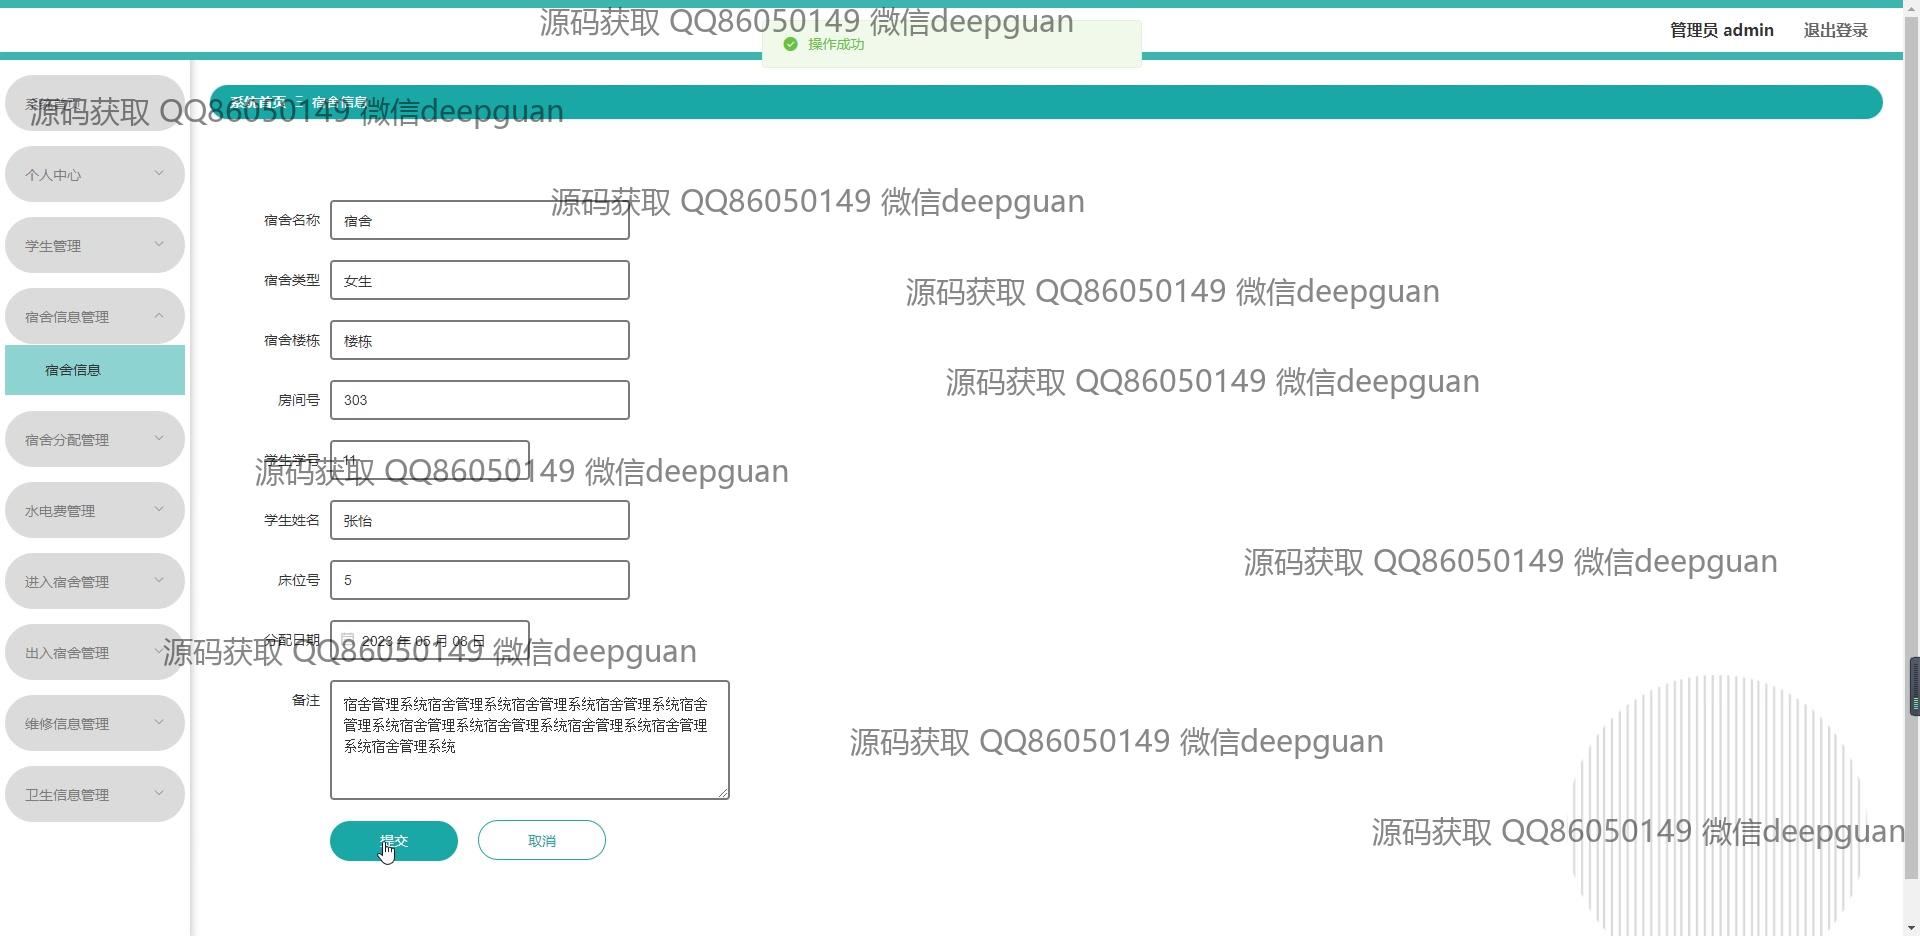 源码获取 QQ86050149 微信deepguan
管理员 admin
退出登录
操作成功
系统首页
系统首页
宿舍信息
源码获取 QQ86050149 微信deepguan
个人中心
源码获取 QQ86050149 微信deepguan
宿舍名称
宿舍
学生管理
宿舍类型
女生
源码获取 QQ86050149 微信deepguan
宿舍信息管理
宿舍楼栋
楼栋
宿舍信息
源码获取 QQ86050149 微信deepguan
房间号
303
宿舍分配管理
学生学号
11
源码获取 QQ86050149 微信deepguan
水电费管理
学生姓名
张怡
源码获取 QQ86050149 微信deepguan
进入宿舍管理
床位号
5
出入宿舍管理
分配日期
2023 年 05 月 08 日
源码获取 QQ86050149 微信deepguan
备注
宿舍管理系统宿舍管理系统宿舍管理系统宿舍管理系统宿舍
管理系统宿舍管理系统宿舍管理系统宿舍管理系统宿舍管理
系统宿舍管理系统
维修信息管理
源码获取 QQ86050149 微信deepguan
卫生信息管理
源码获取 QQ86050149 微信deepguan
提交
取消